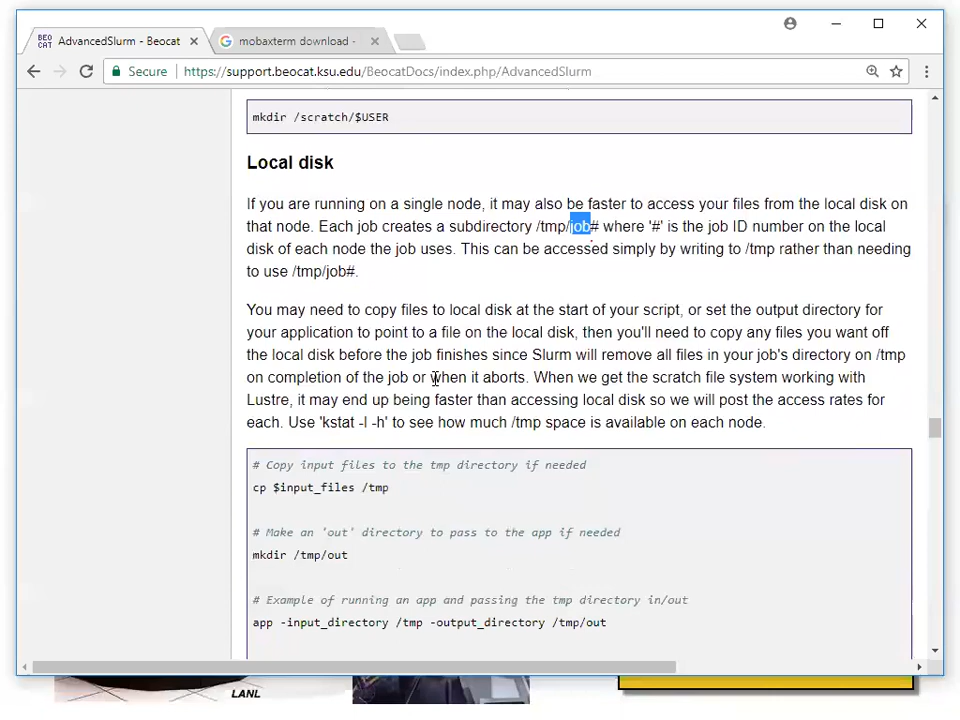 BEO
CAT
AdvancedSlurm - Beocat
mobaxterm download -
Secure
https://support.beocat.ksu.edu/BeocatDocs/index.php/AdvancedSlurm
mkdir /scratch/$USER
Local disk
If you are running on a single node, it may also be faster to access your files from the local disk on
that node. Each job creates a subdirectory /tmp/job# where '#' is the job ID number on the local
disk of each node the job uses. This can be accessed simply by writing to /tmp rather than needing
to use /tmp/job#.
You may need to copy files to local disk at the start of your script, or set the output directory for
your application to point to a file on the local disk, then you'll need to copy any files you want off
the local disk before the job finishes since Slurm will remove all files in your job's directory on /tmp
on completion of the job or when it aborts. When we get the scratch file system working with
Lustre, it may end up being faster than accessing local disk so we will post the access rates for
each. Use 'kstat -l -h' to see how much /tmp space is available on each node.
# Copy input files to the tmp directory if needed
cp $input_files /tmp
# Make an 'out' directory to pass to the app if needed
mkdir /tmp/out
# Example of running an app and passing the tmp directory in/out
app -input_directory /tmp -output_directory /tmp/out
LANL